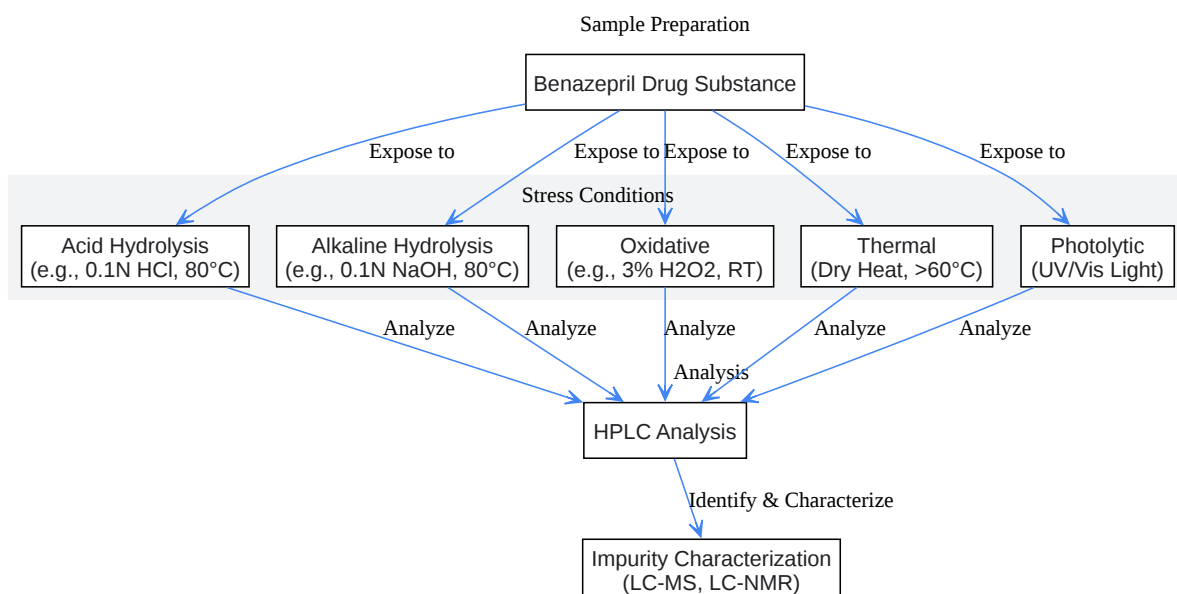 Sample Preparation
Benazepril Drug Substance
Expose to
Expose to
Expose to
Expose to
Expose to
Stress Conditions
Acid Hydrolysis
(e.g., 0.1N HCl, 80°C)
Alkaline Hydrolysis
(e.g., 0.1N NaOH, 80°C)
Oxidative
(e.g., 3% H2O2, RT)
Thermal
(Dry Heat, >60°C)
Photolytic
(UV/Vis Light)
Analyze
Analyze
Analyze
Analyze
Analyze
Analysis
HPLC Analysis
Identify & Characterize
Impurity Characterization
(LC-MS, LC-NMR)